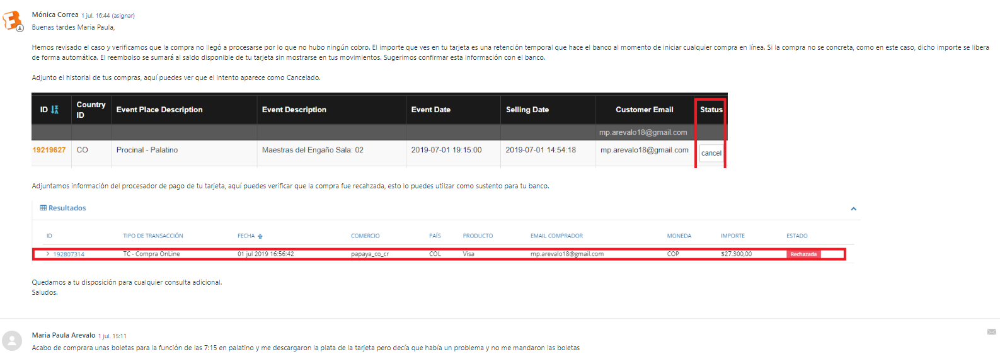 Mónica Correa 1 jul. 16:44 (asignar)
Buenas tardes Maria Paula,
Hemos revisado el caso y verificamos que la compra no llegó a procesarse por lo que no hubo ningún cobro. El importe que ves en tu tarjeta es una retención temporal que hace el banco al momento de iniciar cualquier compra en línea. Si la compra no se concreta, como en este caso, dicho importe se libera
de forma automática. El reembolso se sumará al saldo disponible de tu tarjeta sin mostrarse en tus movimientos. Sugerimos confirmar esta información con el banco.
Adjunto el historial de tus compras, aquí puedes ver que el intento aparece como Cancelado.
ID Country ID Event Place Description Event Description Event Date Selling Date Customer Email Status
mp.arevalo18@gmail.com
19219627 CO Procinal - Palatino Maestras del Engaño Sala: 02 2019-07-01 19:15:00 2019-07-01 14:54:18 mp.arevalo18@gmail.com cancel
Adjuntamos información del procesador de pago de tu tarjeta, aquí puedes verificar que la compra fue recahzada, esto lo puedes utilzar como sustento para tu banco.
Resultados
ID TIPO DE TRANSACCIÓN FECHA COMERCIO PAÍS PRODUCTO EMAIL COMPRADOR MONEDA IMPORTE ESTADO
> 192807314 TC - Compra OnLine 01 jul 2019 16:56:42 papaya_co_cr COL Visa mp.arevalo18@gmail.com COP $27.300,00 Rechazada
Quedamos a tu disposición para cualquier consulta adicional.
Saludos.
Maria Paula Arevalo 1 jul. 15:11
Acabo de comprara unas boletas para la función de las 7:15 en palatino y me descargaron la plata de la tarjeta pero decía que había un problema y no me mandaron las boletas